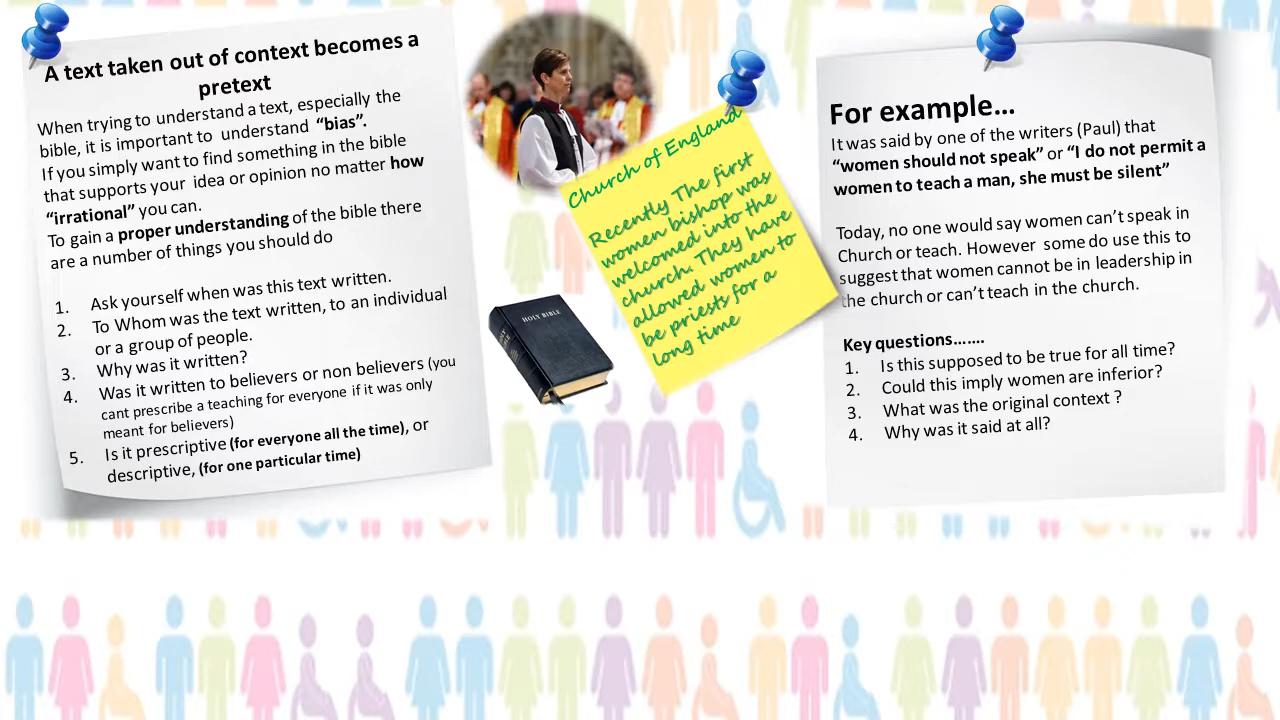 A text taken out of context becomes a
pretext
When trying to understand a text, especially the
bible, it is important to understand “bias”.
If you simply want to find something in the bible
that supports your idea or opinion no matter how
“irrational” you can.
To gain a proper understanding of the bible there
are a number of things you should do
1. Ask yourself when was this text written.
2. To Whom was the text written, to an individual
or a group of people.
3. Why was it written?
4. Was it written to believers or non believers (you
cant prescribe a teaching for everyone if it was only
meant for believers)
5. Is it prescriptive (for everyone all the time), or
descriptive, (for one particular time)
Church of England
Recently The first
women bishop was
welcomed into the
church. They have
allowed women to
be priests for a
long time
HOLY BIBLE
For example…
It was said by one of the writers (Paul) that
“women should not speak” or “I do not permit a
women to teach a man, she must be silent”
Today, no one would say women can’t speak in
Church or teach. However some do use this to
suggest that women cannot be in leadership in
the church or can’t teach in the church.
Key questions…….
1. Is this supposed to be true for all time?
2. Could this imply women are inferior?
3. What was the original context ?
4. Why was it said at all?